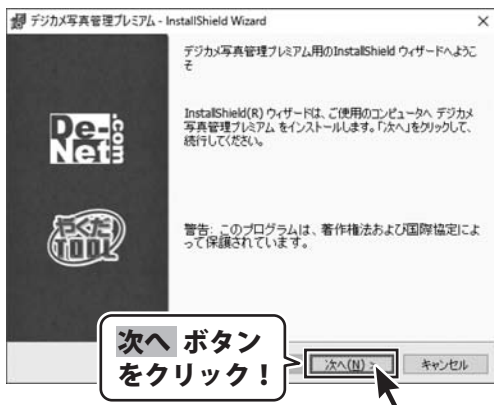 デジカメ写真管理プレミアム - InstallShield Wizard
デジカメ写真管理プレミアム用のInstallShield ウィザードへようこ
そ
InstallShield(R) ウィザードは、ご使用のコンピュータへ デジカメ
写真管理プレミアム をインストールします。「次へ」をクリックして、
続行してください。
De-Net.com
警告: このプログラムは、著作権法および国際協定によ
って保護されています。
やくだち
TOOL
次へ ボタン
をクリック！
次へ(N) >
キャンセル